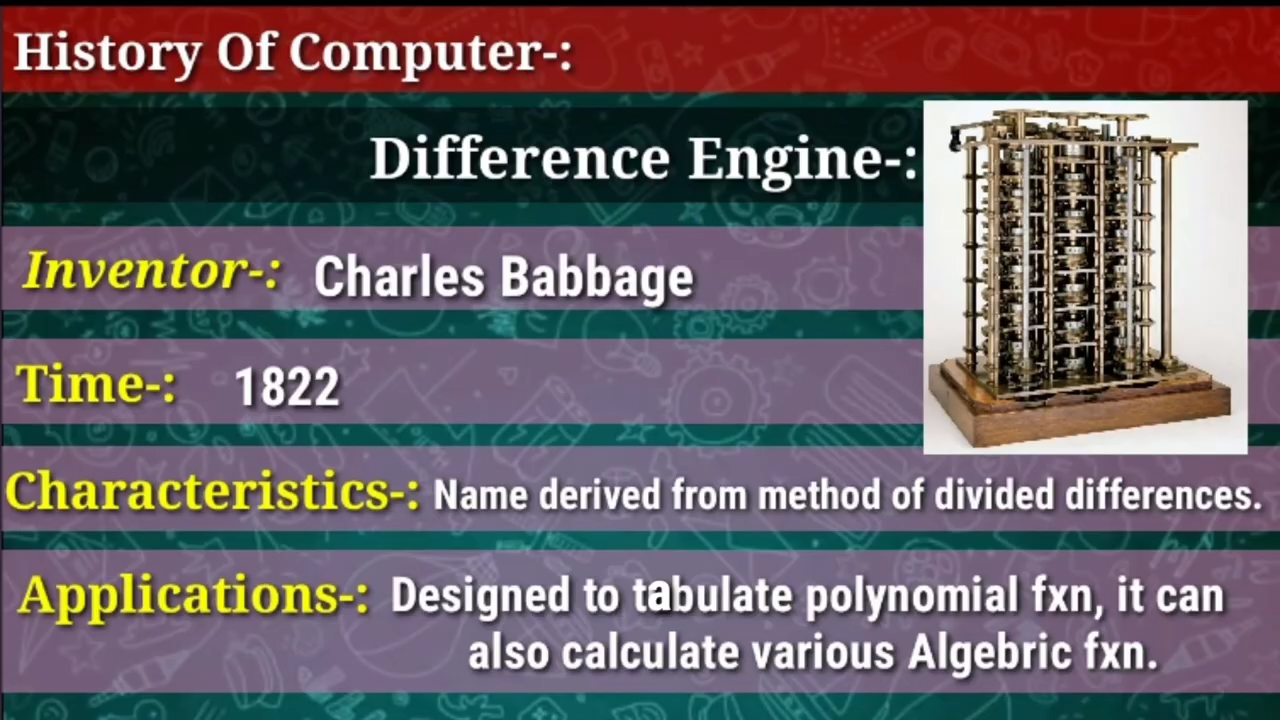 History Of Computer-:
Difference Engine-:
Inventor-: Charles Babbage
Time-: 1822
Characteristics-: Name derived from method of divided differences.
Applications-: Designed to tabulate polynomial fxn, it can
also calculate various Algebric fxn.